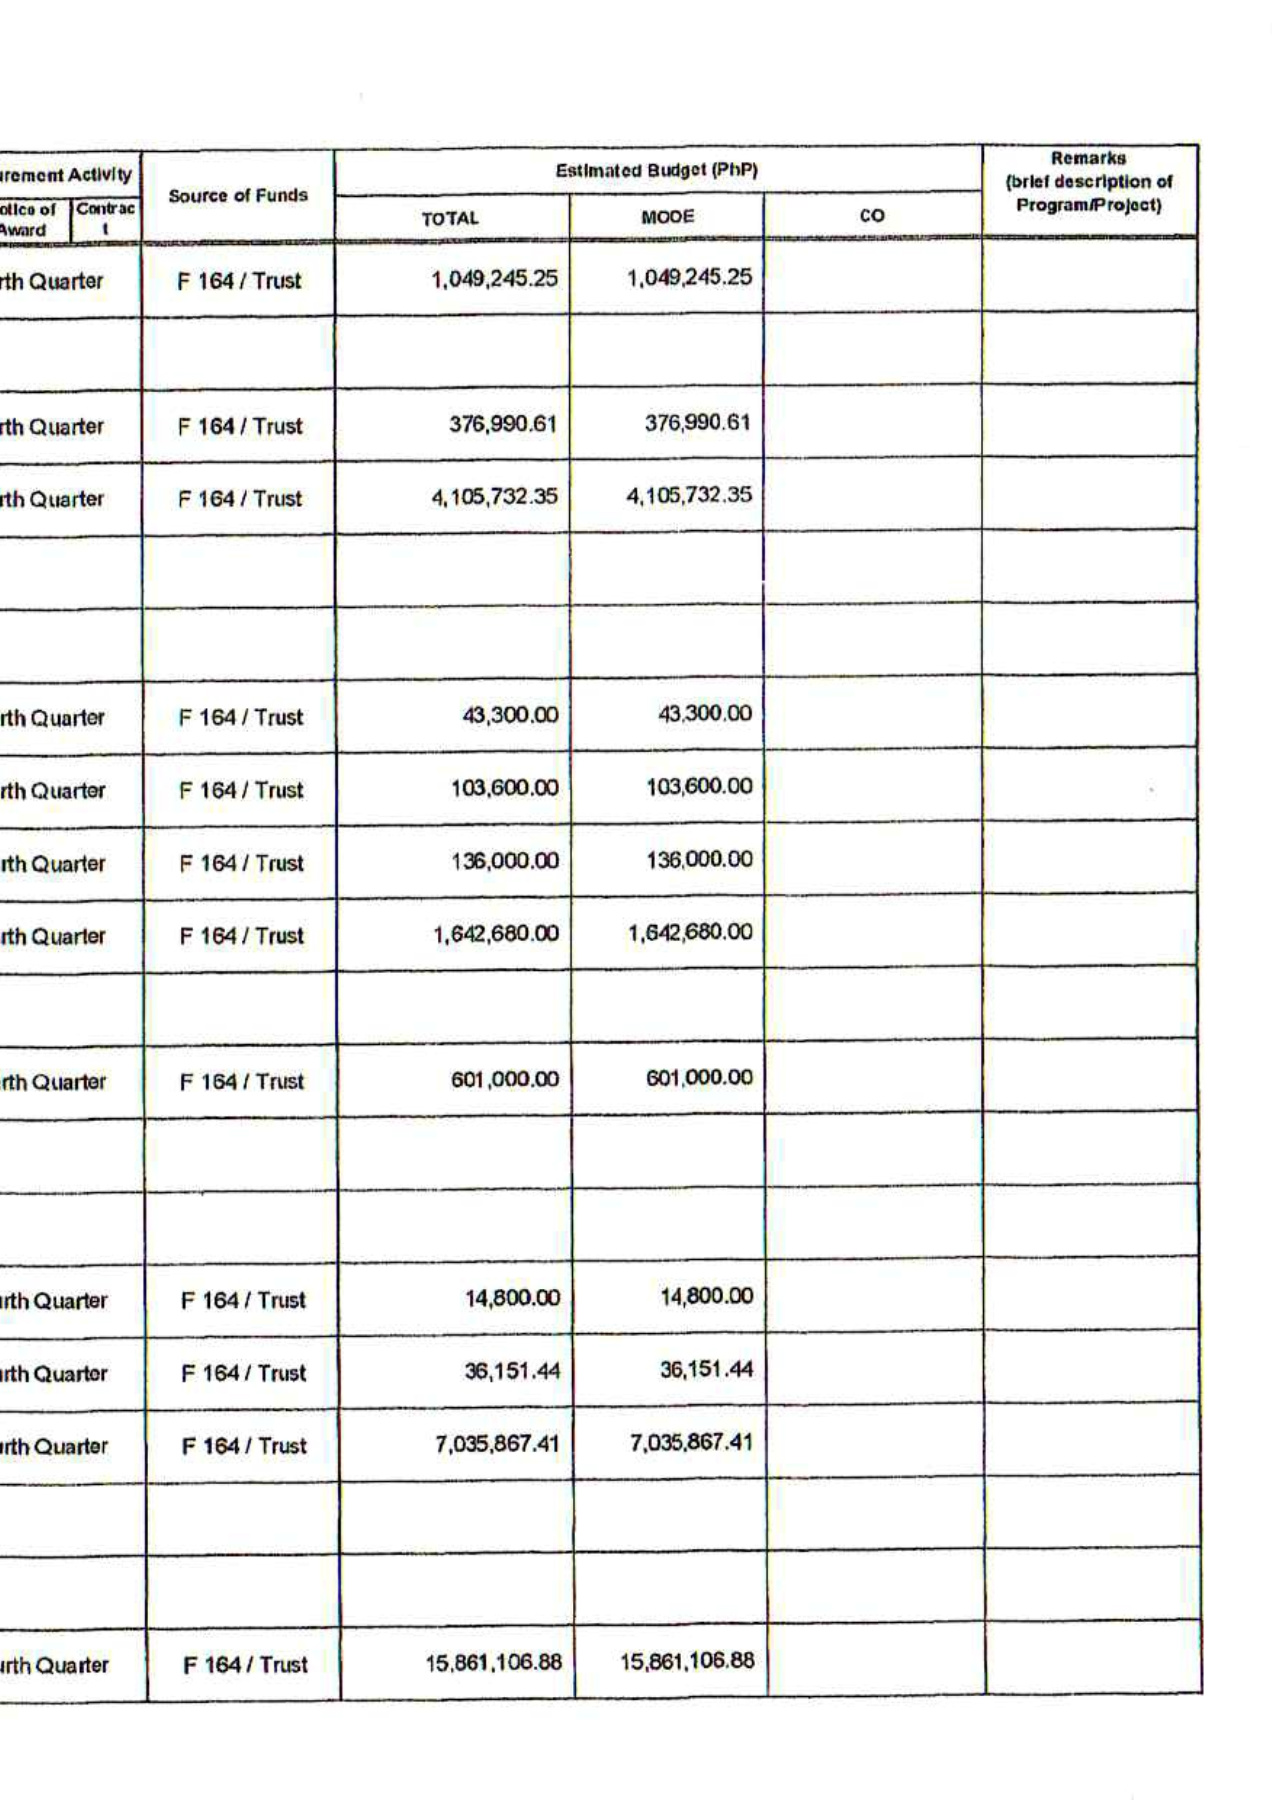 urement Activity
Source of Funds
Estimated Budget (PhP)
Remarks
(brief description of
Program/Project)
otice of
Award
Contrac
t
TOTAL
MODE
CO
rth Quarter F 164 / Trust 1,049,245.25 1,049,245.25
rth Quarter F 164 / Trust 376,990.61 376,990.61
rth Quarter F 164 / Trust 4,105,732.35 4,105,732.35
rth Quarter F 164 / Trust 43,300.00 43,300.00
rth Quarter F 164 / Trust 103,600.00 103,600.00
rth Quarter F 164 / Trust 136,000.00 136,000.00
rth Quarter F 164 / Trust 1,642,680.00 1,642,680.00
rth Quarter F 164 / Trust 601,000.00 601,000.00
urth Quarter F 164 / Trust 14,800.00 14,800.00
urth Quarter F 164 / Trust 36,151.44 36,151.44
urth Quarter F 164 / Trust 7,035,867.41 7,035,867.41
urth Quarter F 164 / Trust 15,861,106.88 15,861,106.88